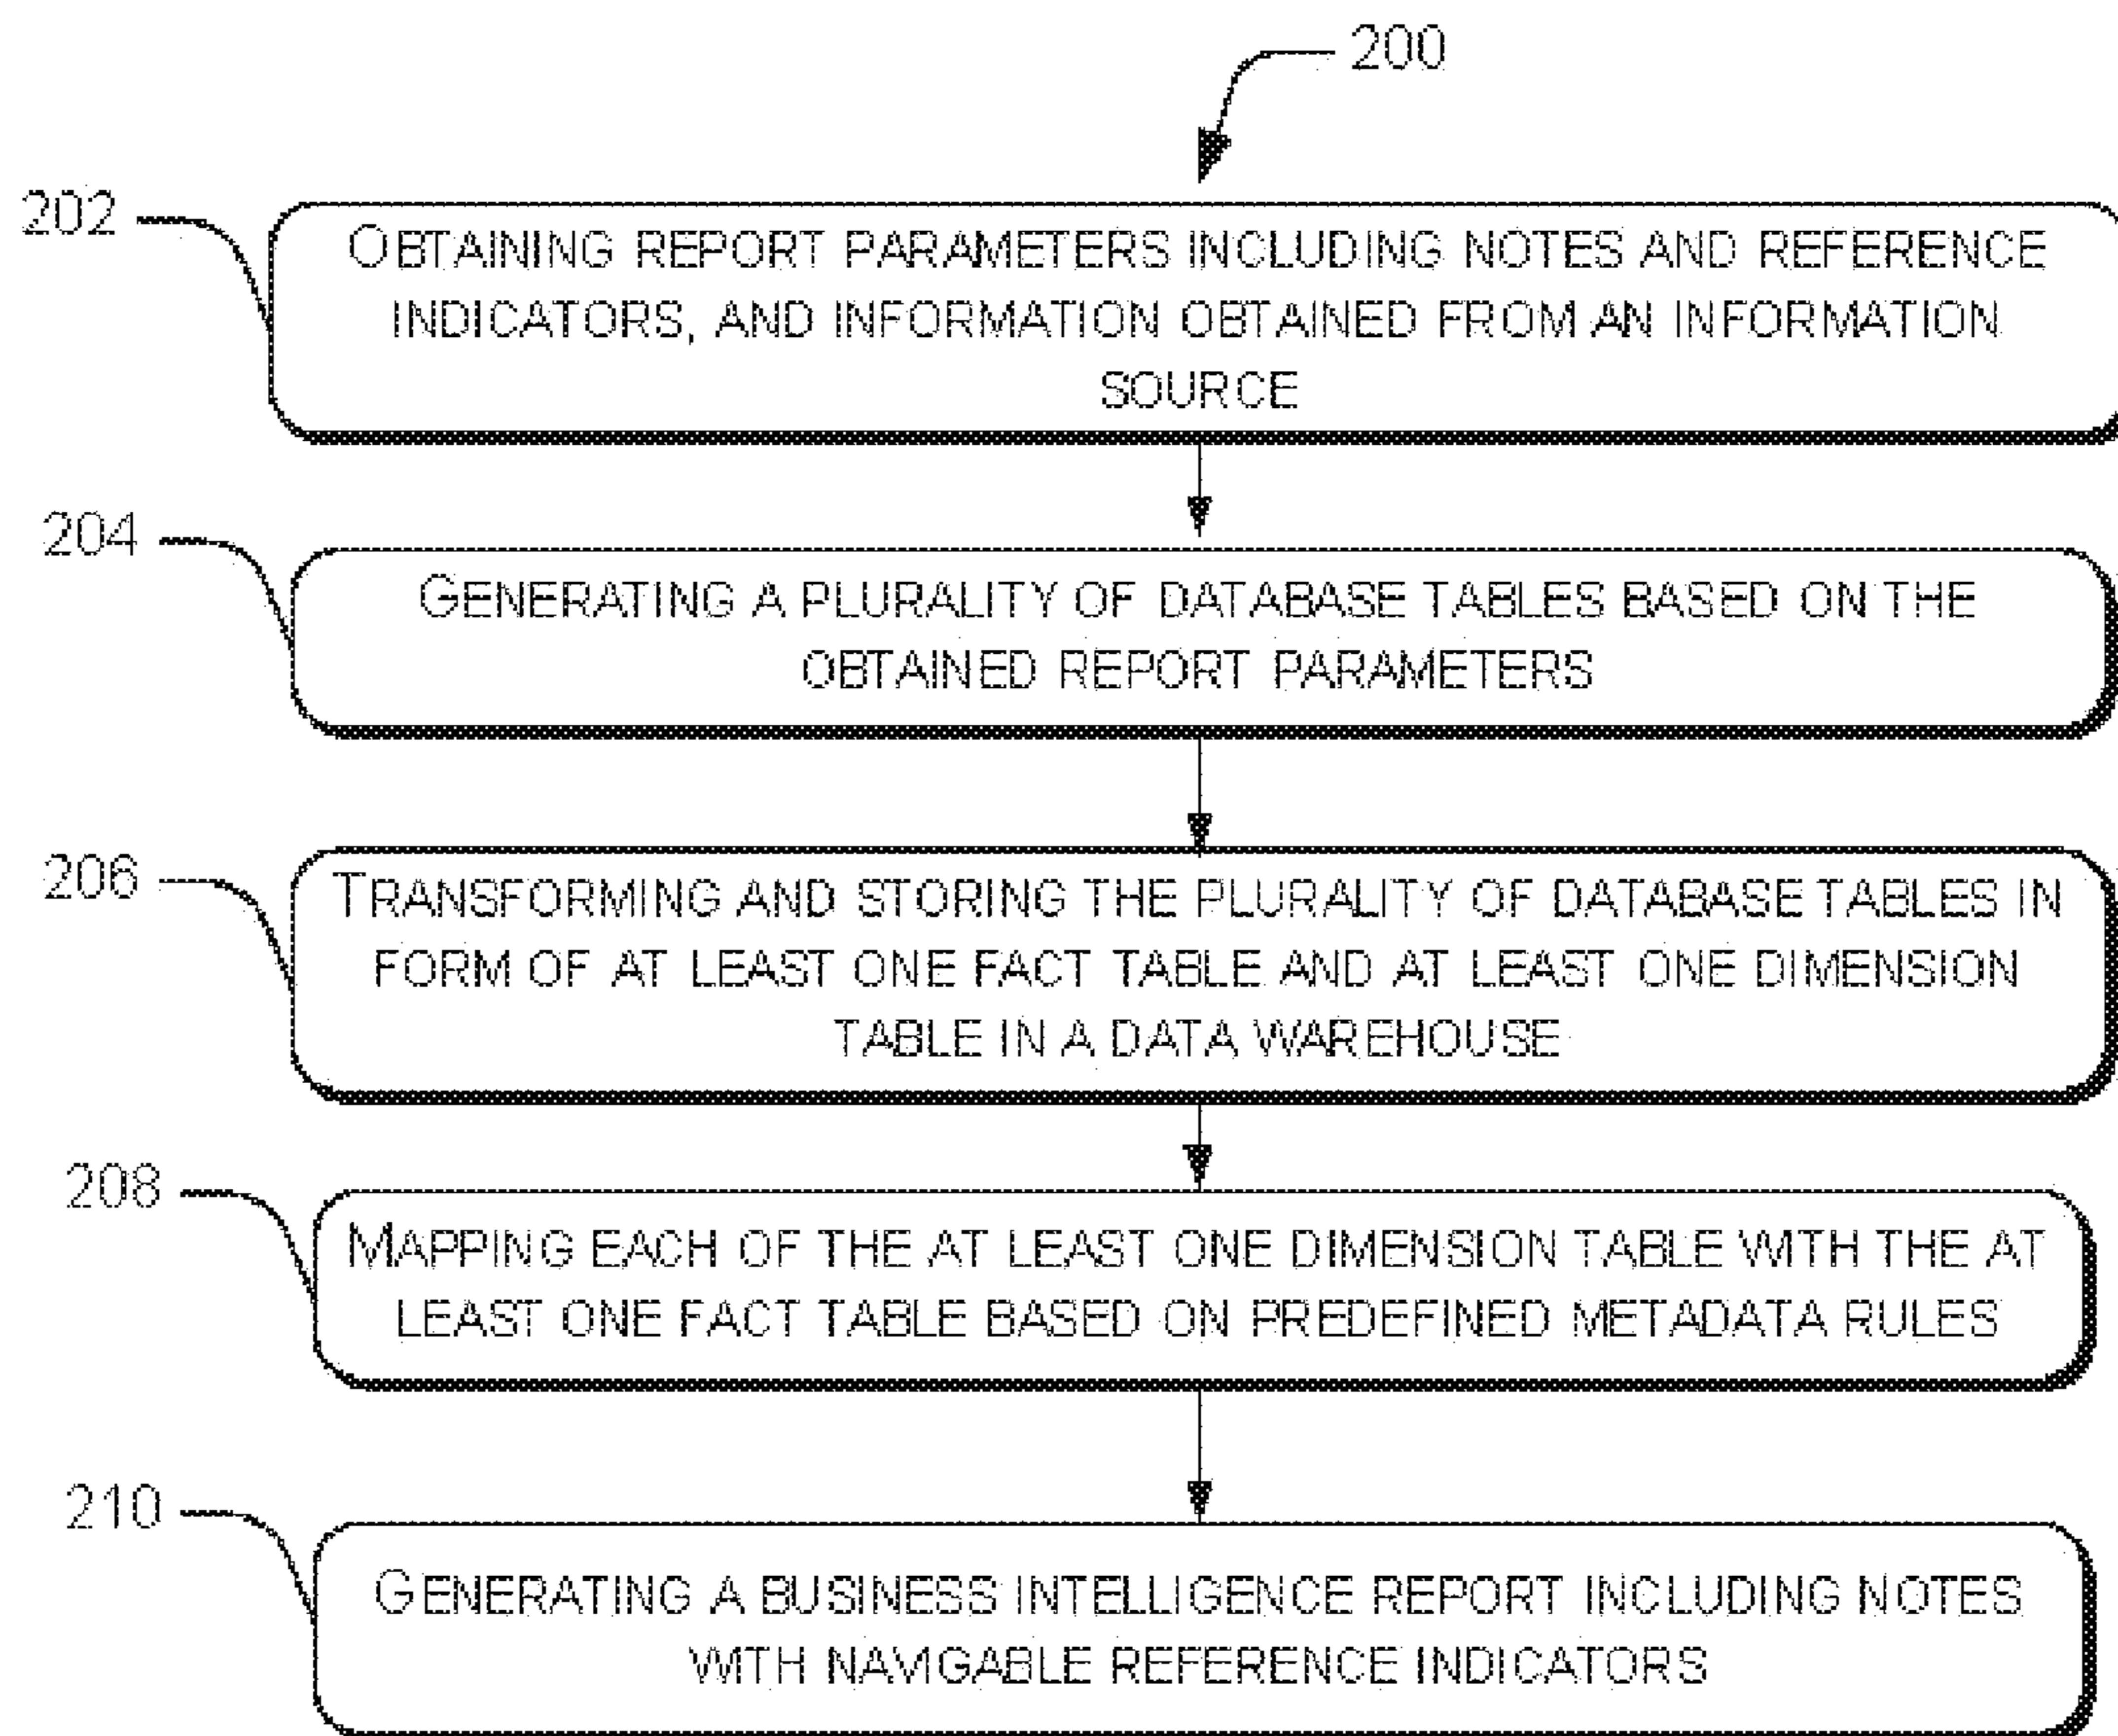 200
202
OBTAINING REPORT PARAMETERS INCLUDING NOTES AND REFERENCE
INDICATORS, AND INFORMATION OBTAINED FROM AN INFORMATION
SOURCE
204
GENERATING A PLURALITY OF DATABASE TABLES BASED ON THE
OBTAINED REPORT PARAMETERS
206
TRANSFORMING AND STORING THE PLURALITY OF DATABASE TABLES IN
FORM OF AT LEAST ONE FACT TABLE AND AT LEAST ONE DIMENSION
TABLE IN A DATA WAREHOUSE
208
MAPPING EACH OF THE AT LEAST ONE DIMENSION TABLE WITH THE AT
LEAST ONE FACT TABLE BASED ON PREDEFINED METADATA RULES
210
GENERATING A BUSINESS INTELLIGENCE REPORT INCLUDING NOTES
WITH NAVIGABLE REFERENCE INDICATORS